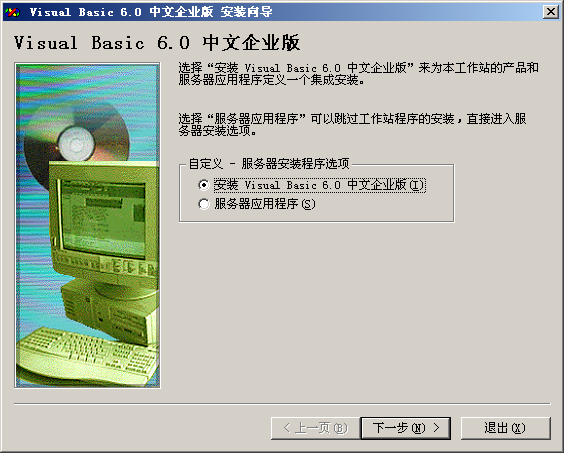 Visual Basic 6.0 中文企业版 安装向导
Visual Basic 6.0 中文企业版
选择“安装 Visual Basic 6.0 中文企业版”来为本工作站的产品和
服务器应用程序定义一个集成安装。
选择“服务器应用程序”可以跳过工作站程序的安装，直接进入服
务器安装选项。
自定义 - 服务器安装程序选项
安装 Visual Basic 6.0 中文企业版(I)
服务器应用程序(S)
< 上一页(B)
下一步(N) >
退出(X)